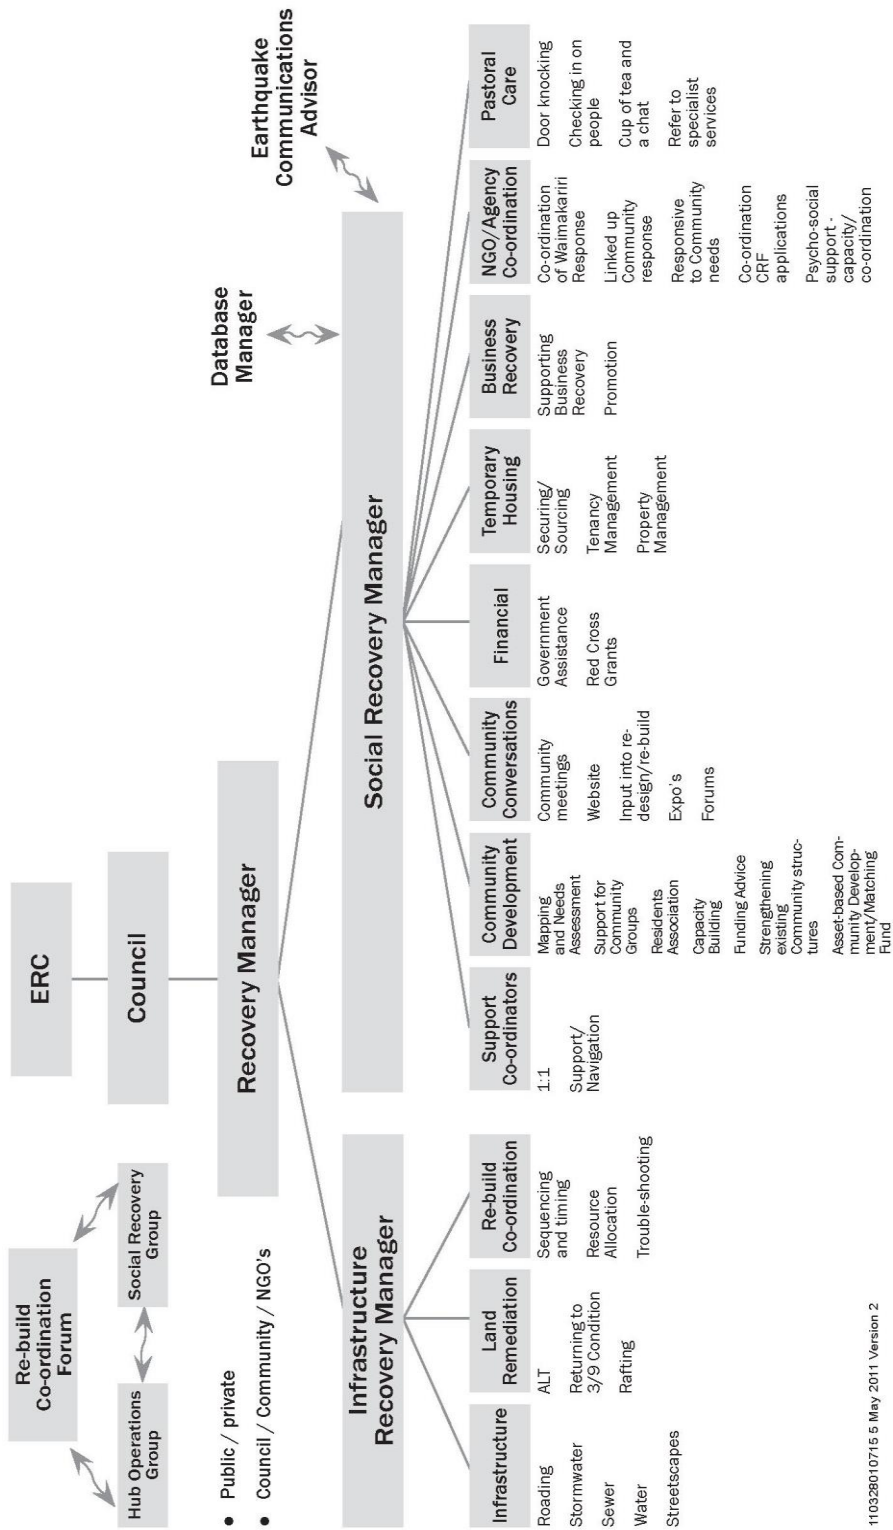 Re-build
Co-ordination
Forum
Hub Operations
Group
Social Recovery
Group
• Public / private
• Council / Community / NGO's
ERC
Council
Recovery Manager
Database
Manager
Earthquake
Communications
Advisor
Infrastructure
Recovery Manager
Social Recovery Manager
Infrastructure
Roading
Stormwater
Sewer
Water
Streetscapes
Land
Remediation
ALT
Returning to
3/9 Condition
Rafting
Re-build
Co-ordination
Sequencing
and timing
Resource
Allocation
Trouble-shooting
Support
Co-ordinators
1:1
Support/
Navigation
Community
Development
Mapping
and Needs
Assessment
Support for
Community
Groups
Residents
Association
Capacity
Building
Funding Advice
Strengthening
existing
Community struc-
tures
Asset-based Com-
munity Develop-
ment/Matching
Fund
Community
Conversations
Community
meetings
Website
Input into re-
design/re-build
Expo's
Forums
Financial
Government
Assistance
Red Cross
Grants
Temporary
Housing
Securing/
Sourcing
Tenancy
Management
Property
Management
Business
Recovery
Supporting
Business
Recovery
Promotion
NGO/Agency
Co-ordination
Co-ordination
of Waimakariri
Response
Linked up
Community
response
Responsive
to Community
needs
Co-ordination
CRF
applications
Psycho-social
support -
capacity/
co-ordination
Pastoral
Care
Door knocking
Checking in on
people
Cup of tea and
a chat
Refer to
specialist
services
110328010715 5 May 2011 Version 2